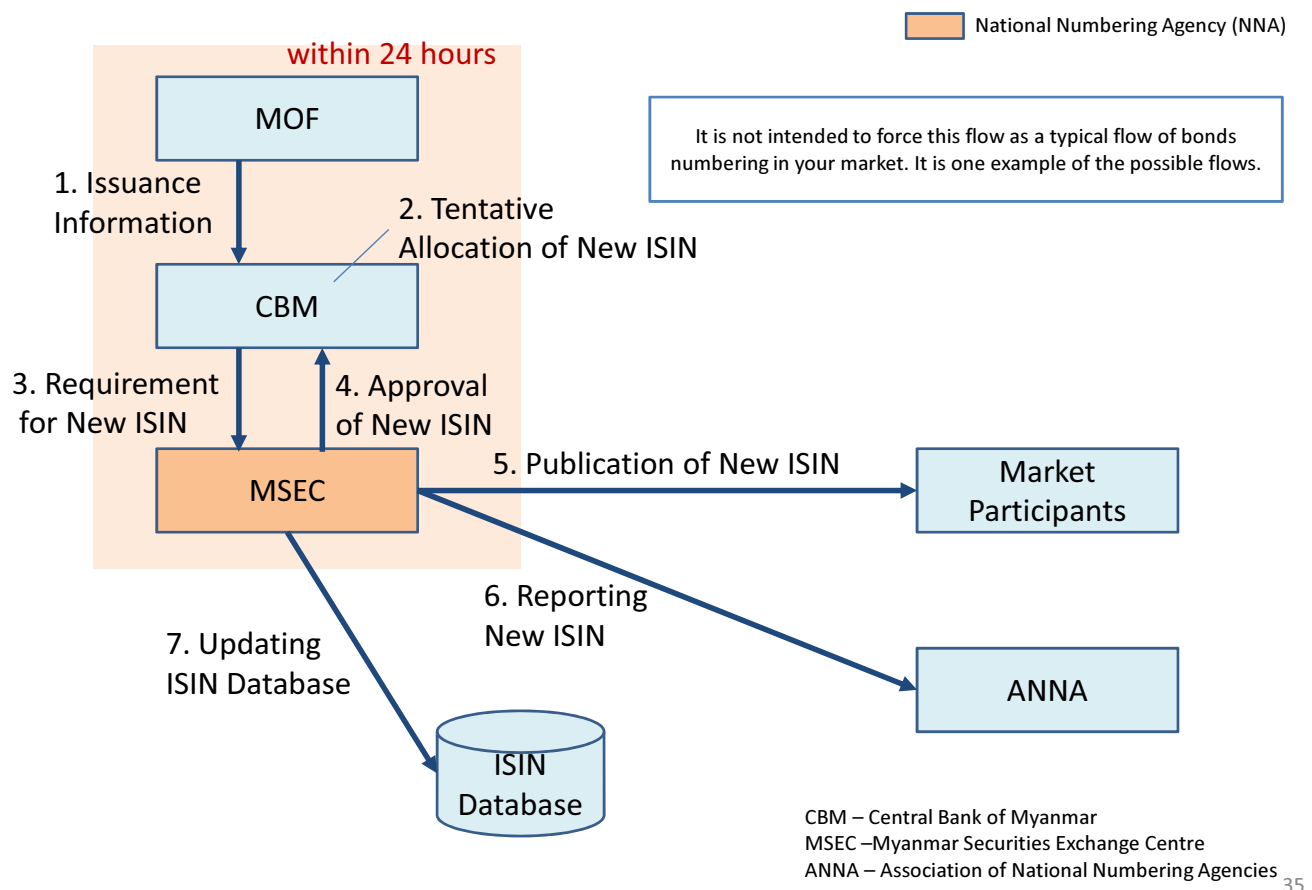 National Numbering Agency (NNA)
within 24 hours
MOF
It is not intended to force this flow as a typical flow of bonds
numbering in your market. It is one example of the possible flows.
1. Issuance
Information
2. Tentative
Allocation of New ISIN
CBM
3. Requirement
for New ISIN
4. Approval
of New ISIN
MSEC
5. Publication of New ISIN
Market
Participants
6. Reporting
New ISIN
7. Updating
ISIN Database
ANNA
ISIN
Database
CBM – Central Bank of Myanmar
MSEC –Myanmar Securities Exchange Centre
ANNA – Association of National Numbering Agencies
35